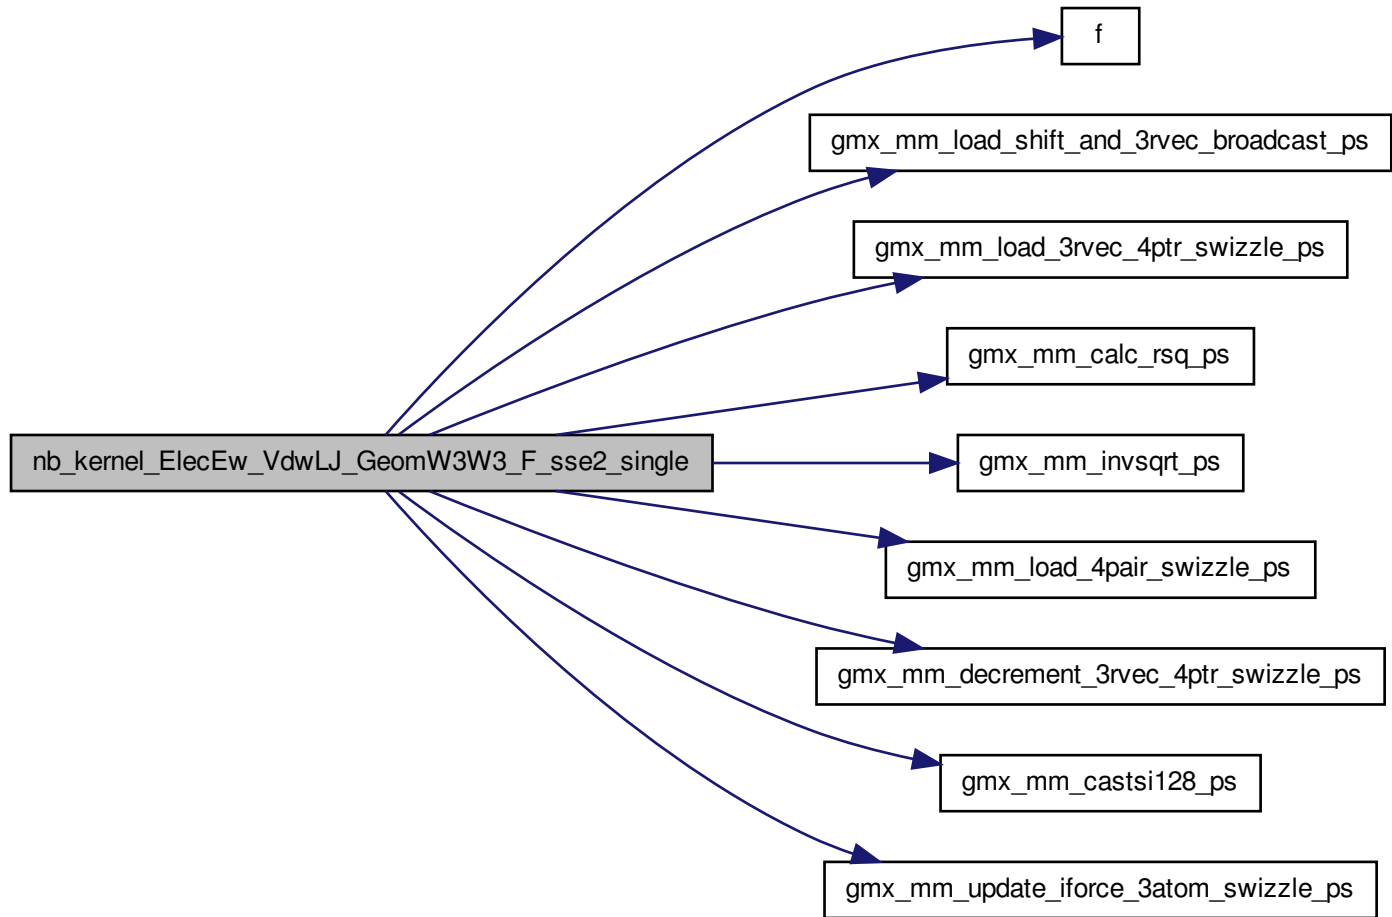 f
gmx_mm_load_shift_and_3rvec_broadcast_ps
gmx_mm_load_3rvec_4ptr_swizzle_ps
gmx_mm_calc_rsq_ps
nb_kernel_ElecEw_VdwLJ_GeomW3W3_F_sse2_single
gmx_mm_invsqrt_ps
gmx_mm_load_4pair_swizzle_ps
gmx_mm_decrement_3rvec_4ptr_swizzle_ps
gmx_mm_castsi128_ps
gmx_mm_update_iforce_3atom_swizzle_ps